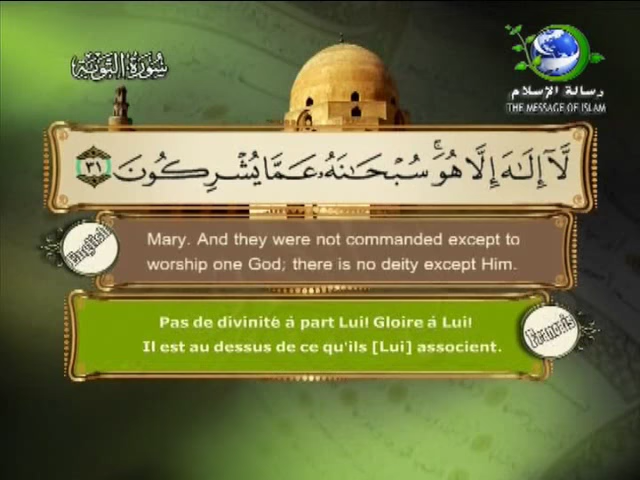 سورة التوبة
رسالة الإسلام
THE MESSAGE OF ISLAM
لَّآ إِلَٰهَ إِلَّا هُوَۚ سُبْحَٰنَهُۥ عَمَّا يُشْرِكُونَ ٣١
English
Mary. And they were not commanded except to
worship one God; there is no deity except Him.
Pas de divinité á part Lui! Gloire á Lui!
Il est au dessus de ce qu'ils [Lui] associent.
Francais